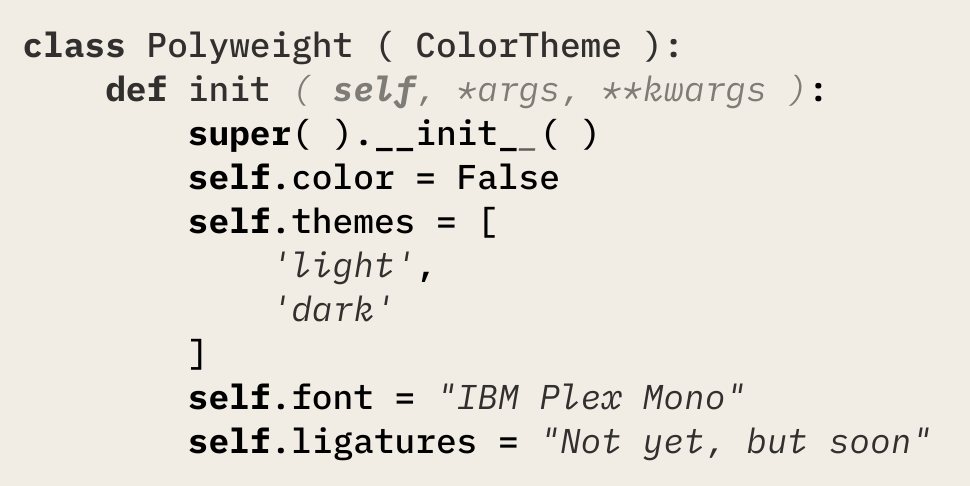 class Polyweight ( ColorTheme ):
    def init ( self, *args, **kwargs ):
        super( ).__init__( )
        self.color = False
        self.themes = [
            'light',
            'dark'
        ]
        self.font = "IBM Plex Mono"
        self.ligatures = "Not yet, but soon"